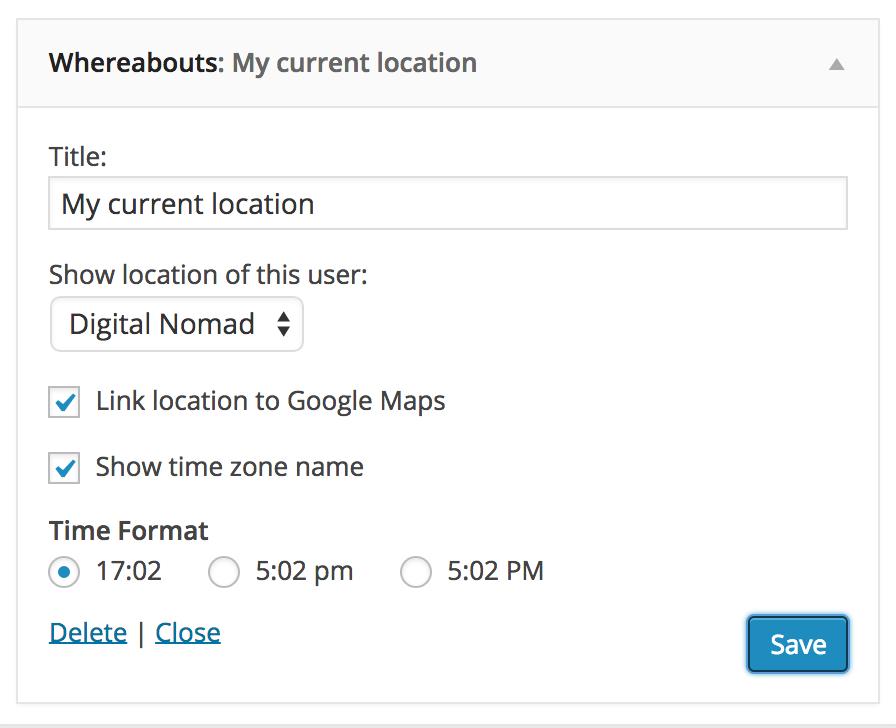 Whereabouts: My current location
Title:
My current location
Show location of this user:
Digital Nomad
Link location to Google Maps
Show time zone name
Time Format
17:02 5:02 pm 5:02 PM
Delete | Close
Save